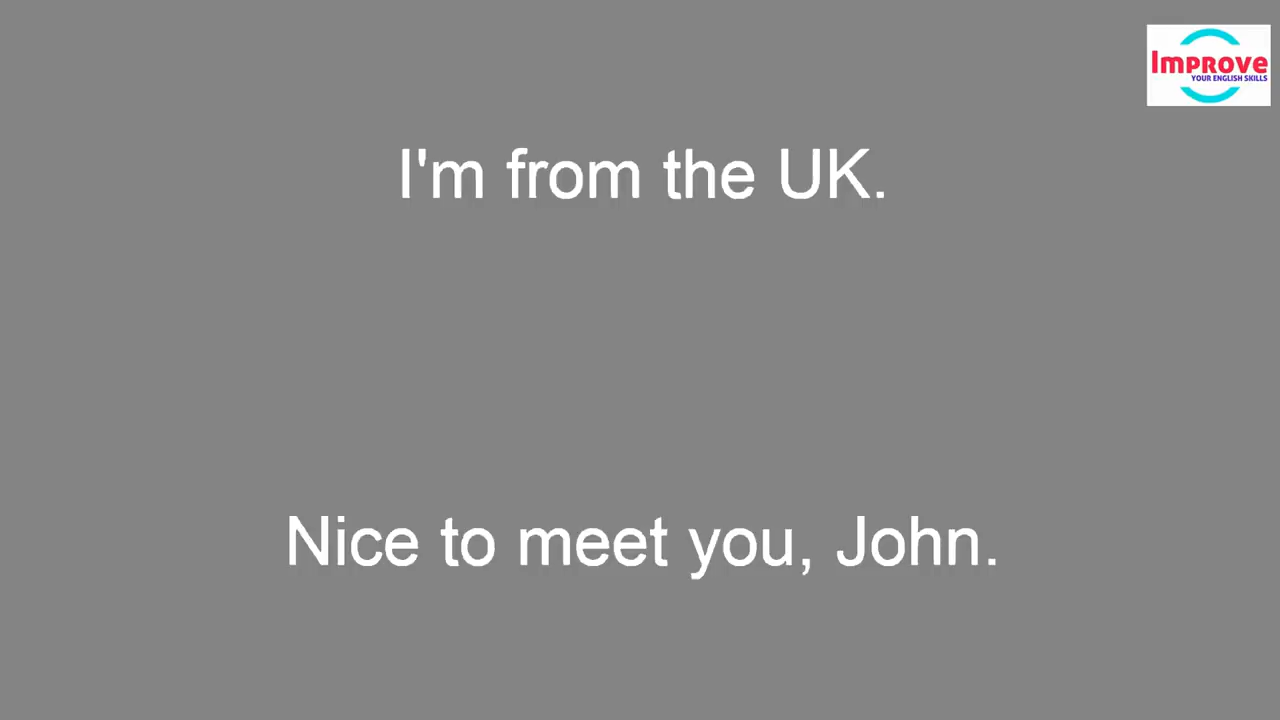 Improve
YOUR ENGLISH SKILLS
I'm from the UK.
Nice to meet you, John.